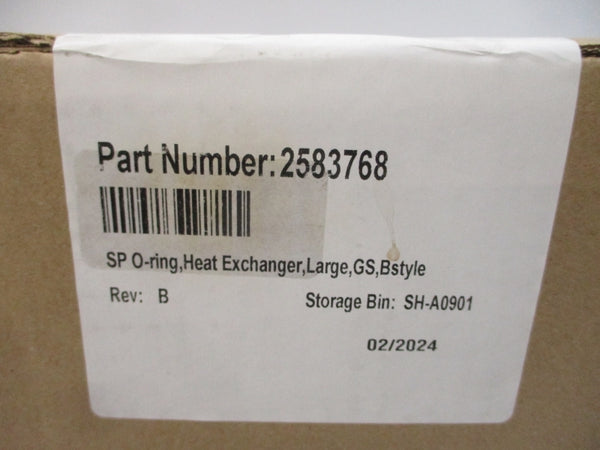 Part Number: 2583768
SP O-ring,Heat Exchanger,Large,GS,Bstyle
Rev: B Storage Bin: SH-A0901
02/2024